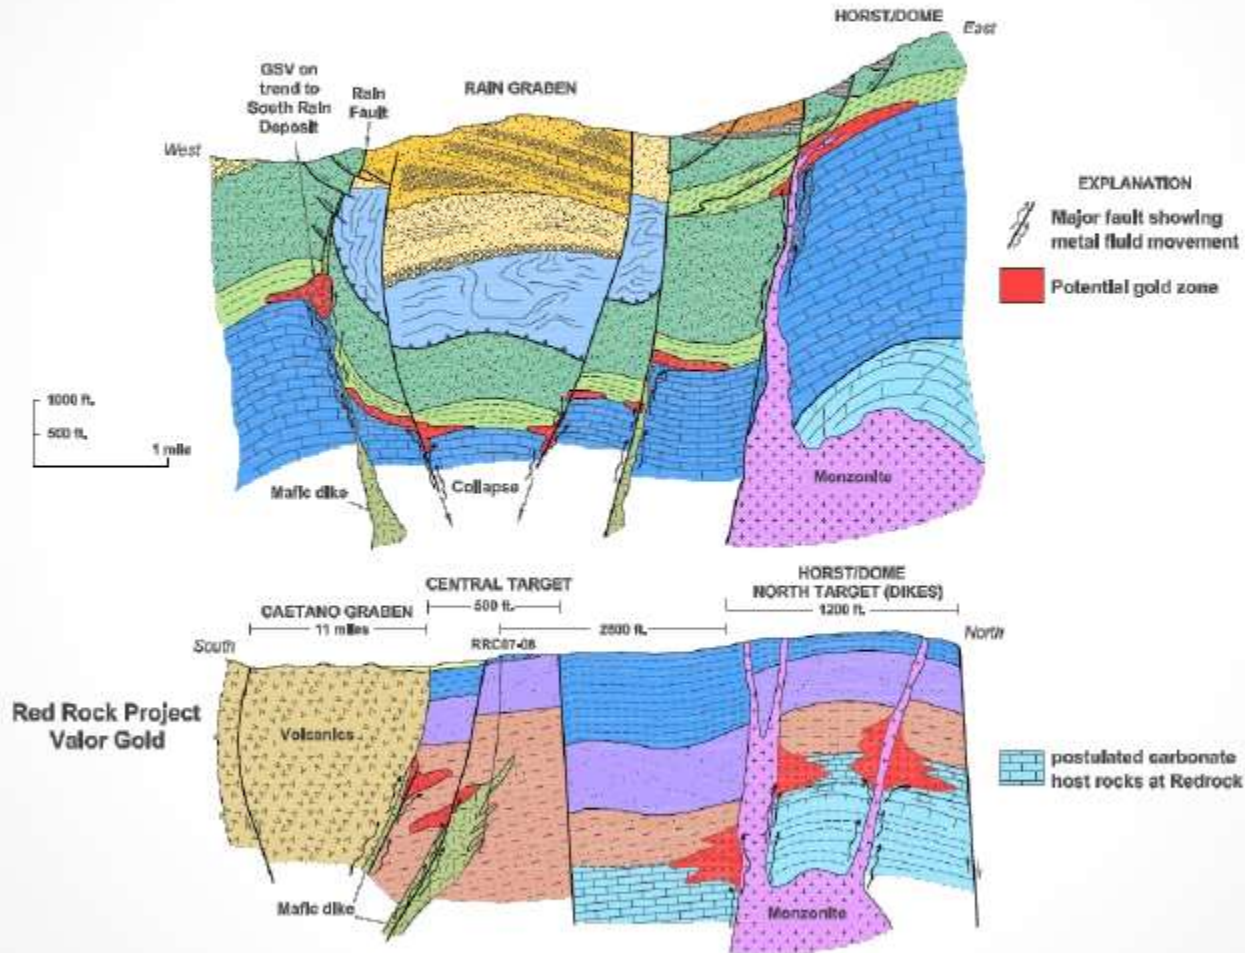 HORST/DOME
East
GSV on
trend to
South Rain
Deposit
Rain
Fault
RAIN GRABEN
West
EXPLANATION
Major fault showing
metal fluid movement
Potential gold zone
1000 ft.
500 ft.
1 mile
Mafic dike
Collapse
Monzonite
HORST/DOME
NORTH TARGET (DIKES)
1200 ft.
CENTRAL TARGET
500 ft.
CAETANO GRABEN
11 miles
2800 ft.
South
RRC07-08
North
Red Rock Project
Valor Gold
Volcanics
postulated carbonate
host rocks at Redrock
Mafic dike
Monzonite